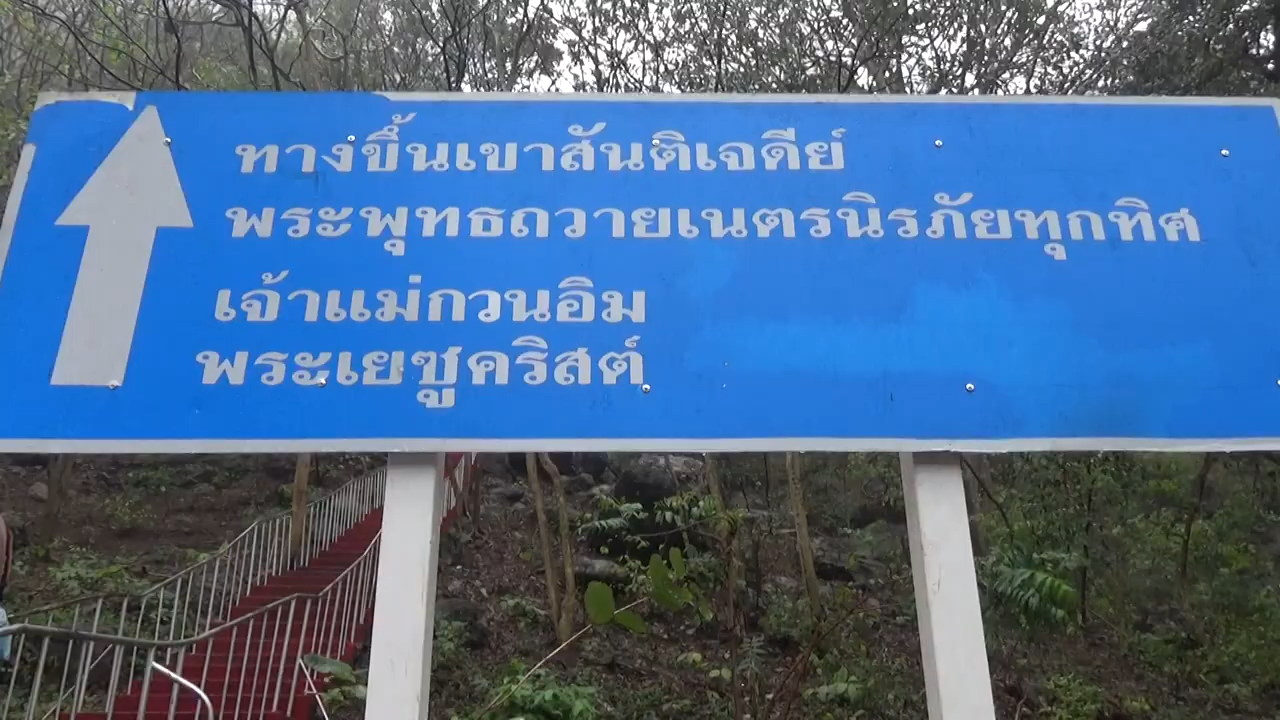 ทางขึ้นเขาสันติเจดีย์
พระพุทธถวายเนตรนิรภัยทุกทิศ
เจ้าแม่กวนอิม
พระเยซูคริสต์